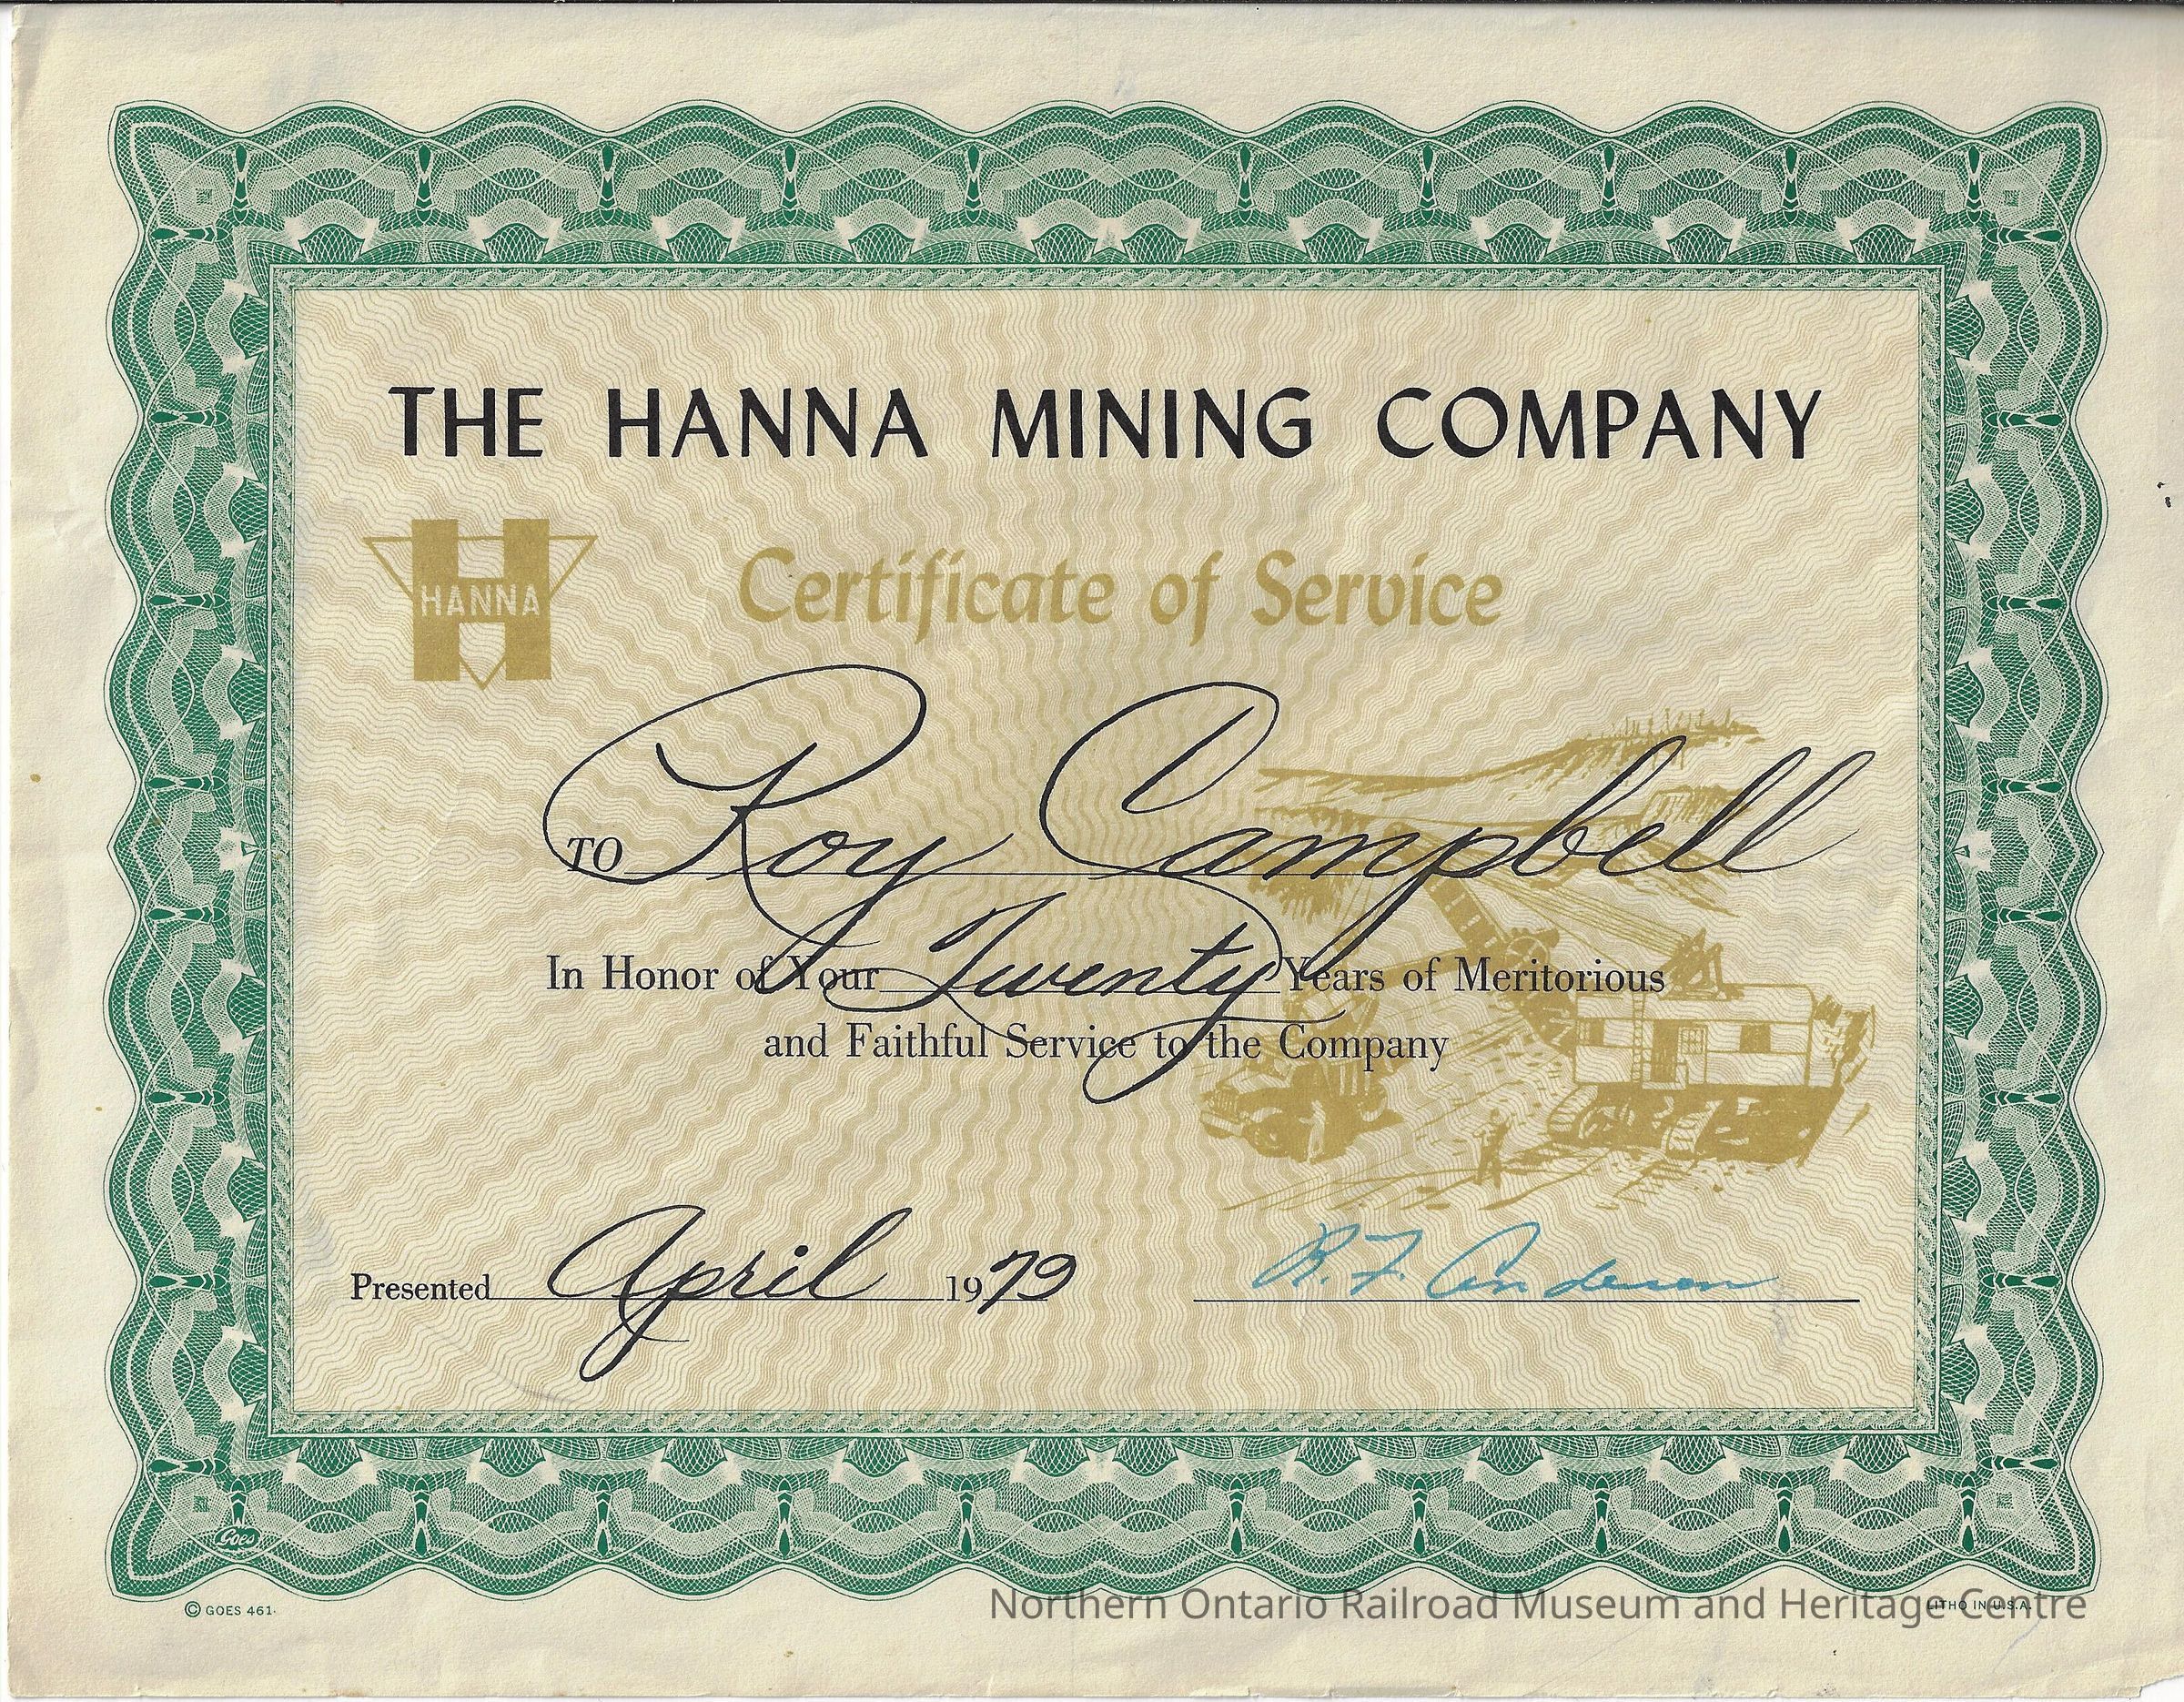 THE HANNA MINING COMPANY
HANNA
Certificate of Service
TO Roy Campbell
In Honor of Your Twenty Years of Meritorious
and Faithful Service to the Company
Presented April 1979
R. F. Anderson
Goes
© GOES 461
LITHO IN U.S.A.
Northern Ontario Railroad Museum and Heritage Centre